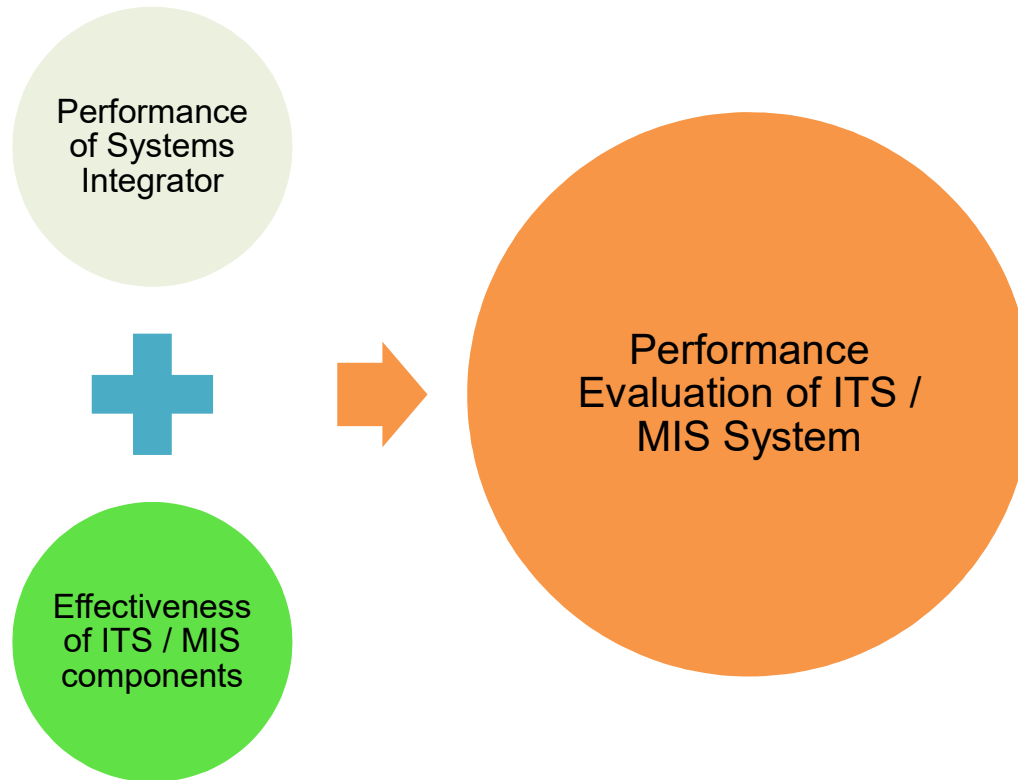 Performance
of Systems
Integrator
Effectiveness
of ITS / MIS
components
Performance
Evaluation of ITS /
MIS System